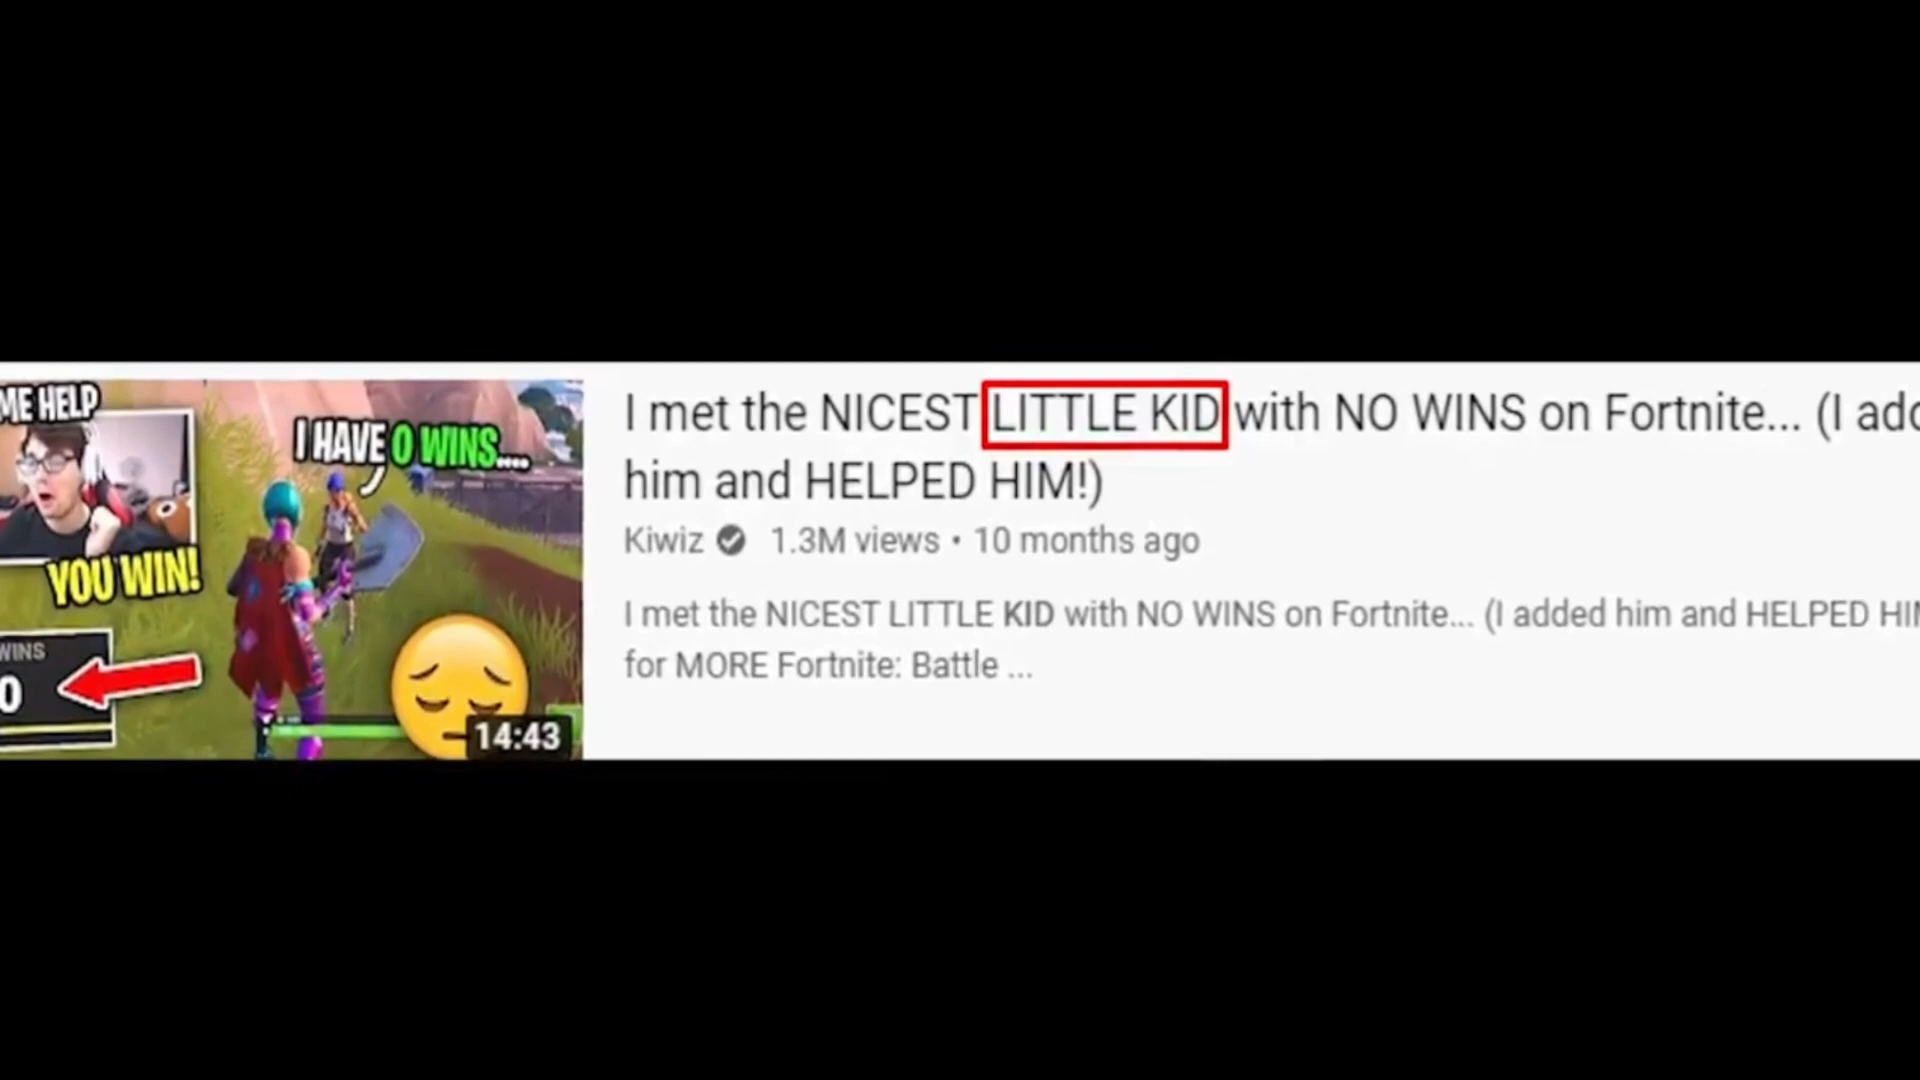 ME HELP
I HAVE 0 WINS....
YOU WIN!
WINS
0
14:43
I met the NICEST LITTLE KID with NO WINS on Fortnite... (I add
him and HELPED HIM!)
Kiwiz 1.3M views • 10 months ago
I met the NICEST LITTLE KID with NO WINS on Fortnite... (I added him and HELPED HIM
for MORE Fortnite: Battle ...